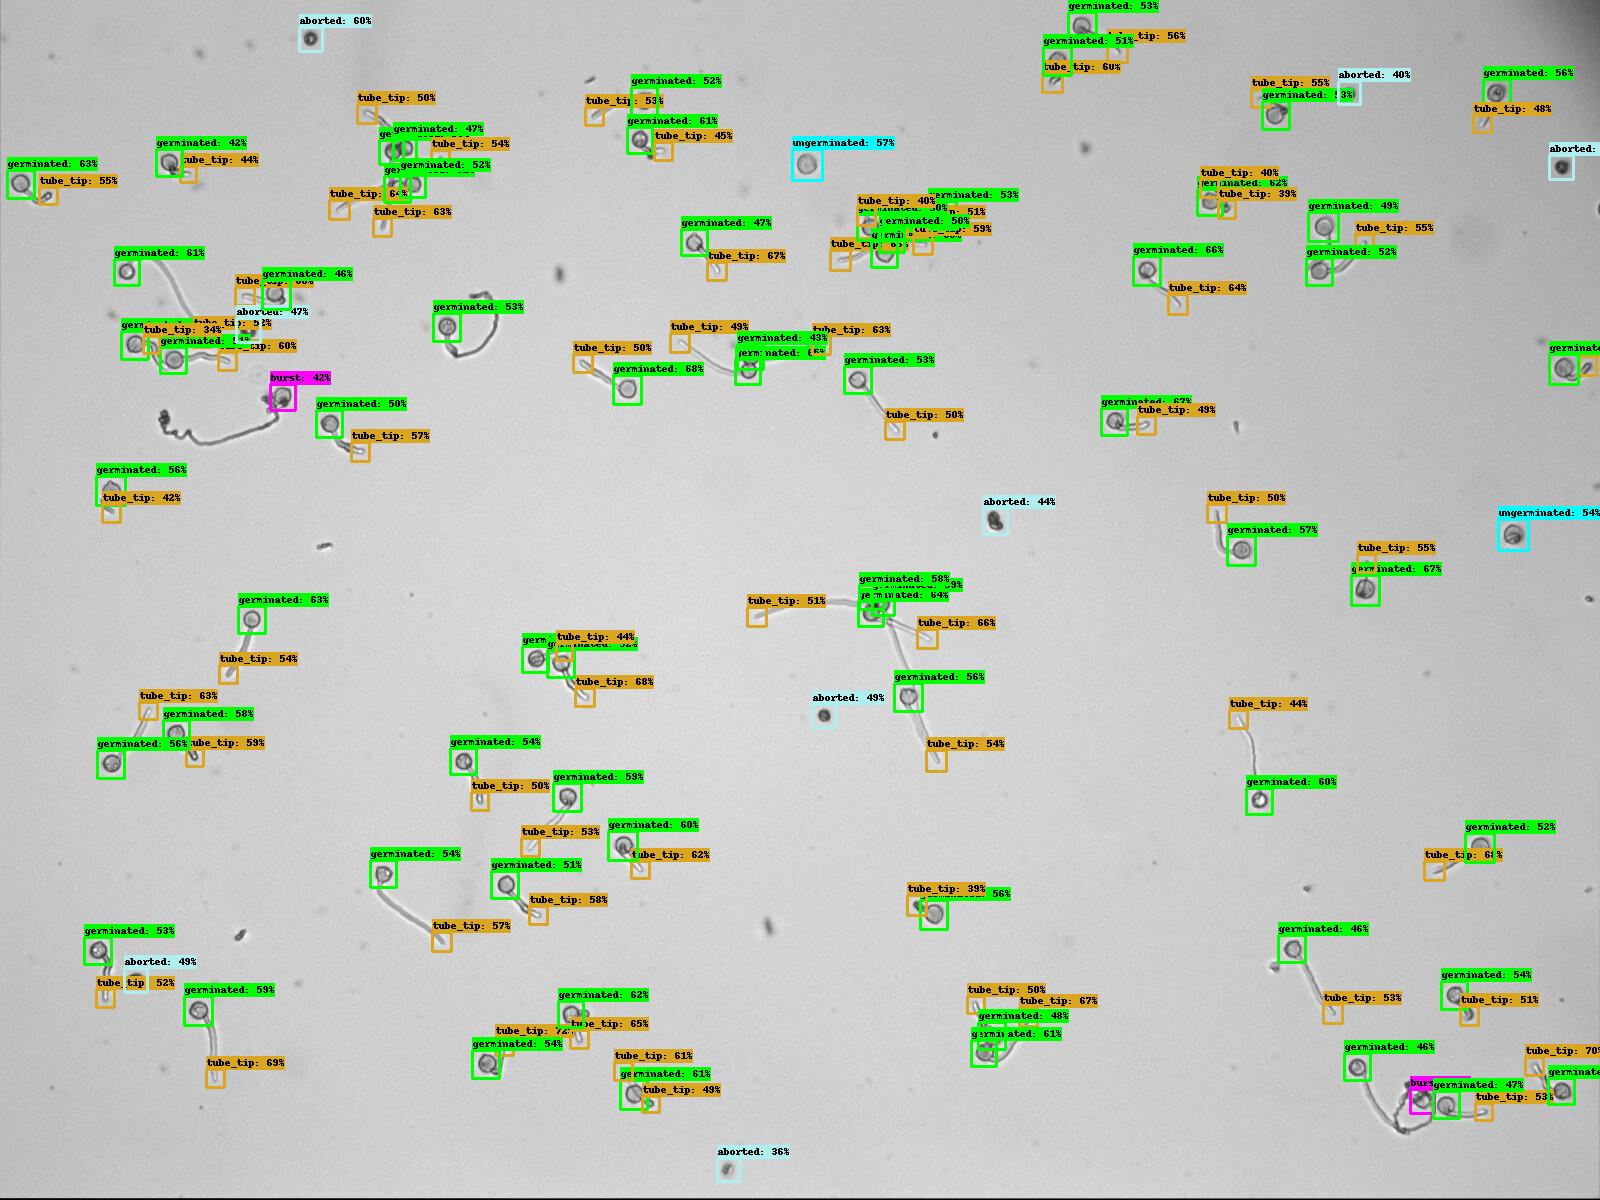 germinated: 53%
aborted: 60%
tube_tip: 56%
germinated: 51%
tube_tip: 60%
germinated: 56%
aborted: 40%
germinated: 52%
tube_tip: 55%
tube_tip: 50%
tube_tip: 53%
tube_tip: 48%
germinated: 61%
germinated: 47%
tube_tip: 45%
germinated: 42%
ungerminated: 57%
tube_tip: 54%
aborted:
tube_tip: 44%
germinated: 63%
germinated: 52%
tube_tip: 40%
tube_tip: 55%
tube_tip: 39%
tube_tip: 64%
germinated: 53%
tube_tip: 40%
germinated: 49%
tube_tip: 63%
germinated: 50%
germinated: 47%
tube_tip: 55%
tube_tip: 59%
germinated: 66%
germinated: 52%
germinated: 61%
tube_tip: 67%
germinated: 46%
tube_tip: 64%
germinated: 53%
aborted: 47%
tube_tip: 34%
tube_tip: 49%
tube_tip: 63%
germinated: 43%
tube_tip: 60%
tube_tip: 50%
germinated: 53%
germinated: 68%
burst: 42%
germinated: 50%
germinated: 67%
tube_tip: 49%
tube_tip: 50%
tube_tip: 57%
germinated: 56%
tube_tip: 42%
tube_tip: 50%
aborted: 44%
ungerminated: 54%
germinated: 57%
tube_tip: 55%
germinated: 67%
germinated: 58%
germinated: 64%
germinated: 63%
tube_tip: 51%
tube_tip: 66%
tube_tip: 44%
tube_tip: 54%
germinated: 56%
tube_tip: 68%
tube_tip: 63%
aborted: 49%
tube_tip: 44%
germinated: 58%
germinated: 56%
tube_tip: 59%
germinated: 54%
tube_tip: 54%
germinated: 59%
germinated: 60%
tube_tip: 50%
germinated: 60%
germinated: 52%
tube_tip: 53%
germinated: 54%
tube_tip: 62%
tube_tip: 68%
germinated: 51%
tube_tip: 39%
56%
tube_tip: 58%
tube_tip: 57%
germinated: 53%
germinated: 46%
aborted: 49%
germinated: 54%
tube_tip 52%
germinated: 59%
germinated: 62%
tube_tip: 50%
tube_tip: 53%
tube_tip: 67%
tube_tip: 51%
germinated: 48%
tube_tip: 65%
germinated: 61%
germinated: 54%
germinated: 46%
tube_tip: 70%
tube_tip: 61%
tube_tip: 69%
germinated: 61%
germinated: 47%
tube_tip: 49%
tube_tip: 53%
aborted: 36%